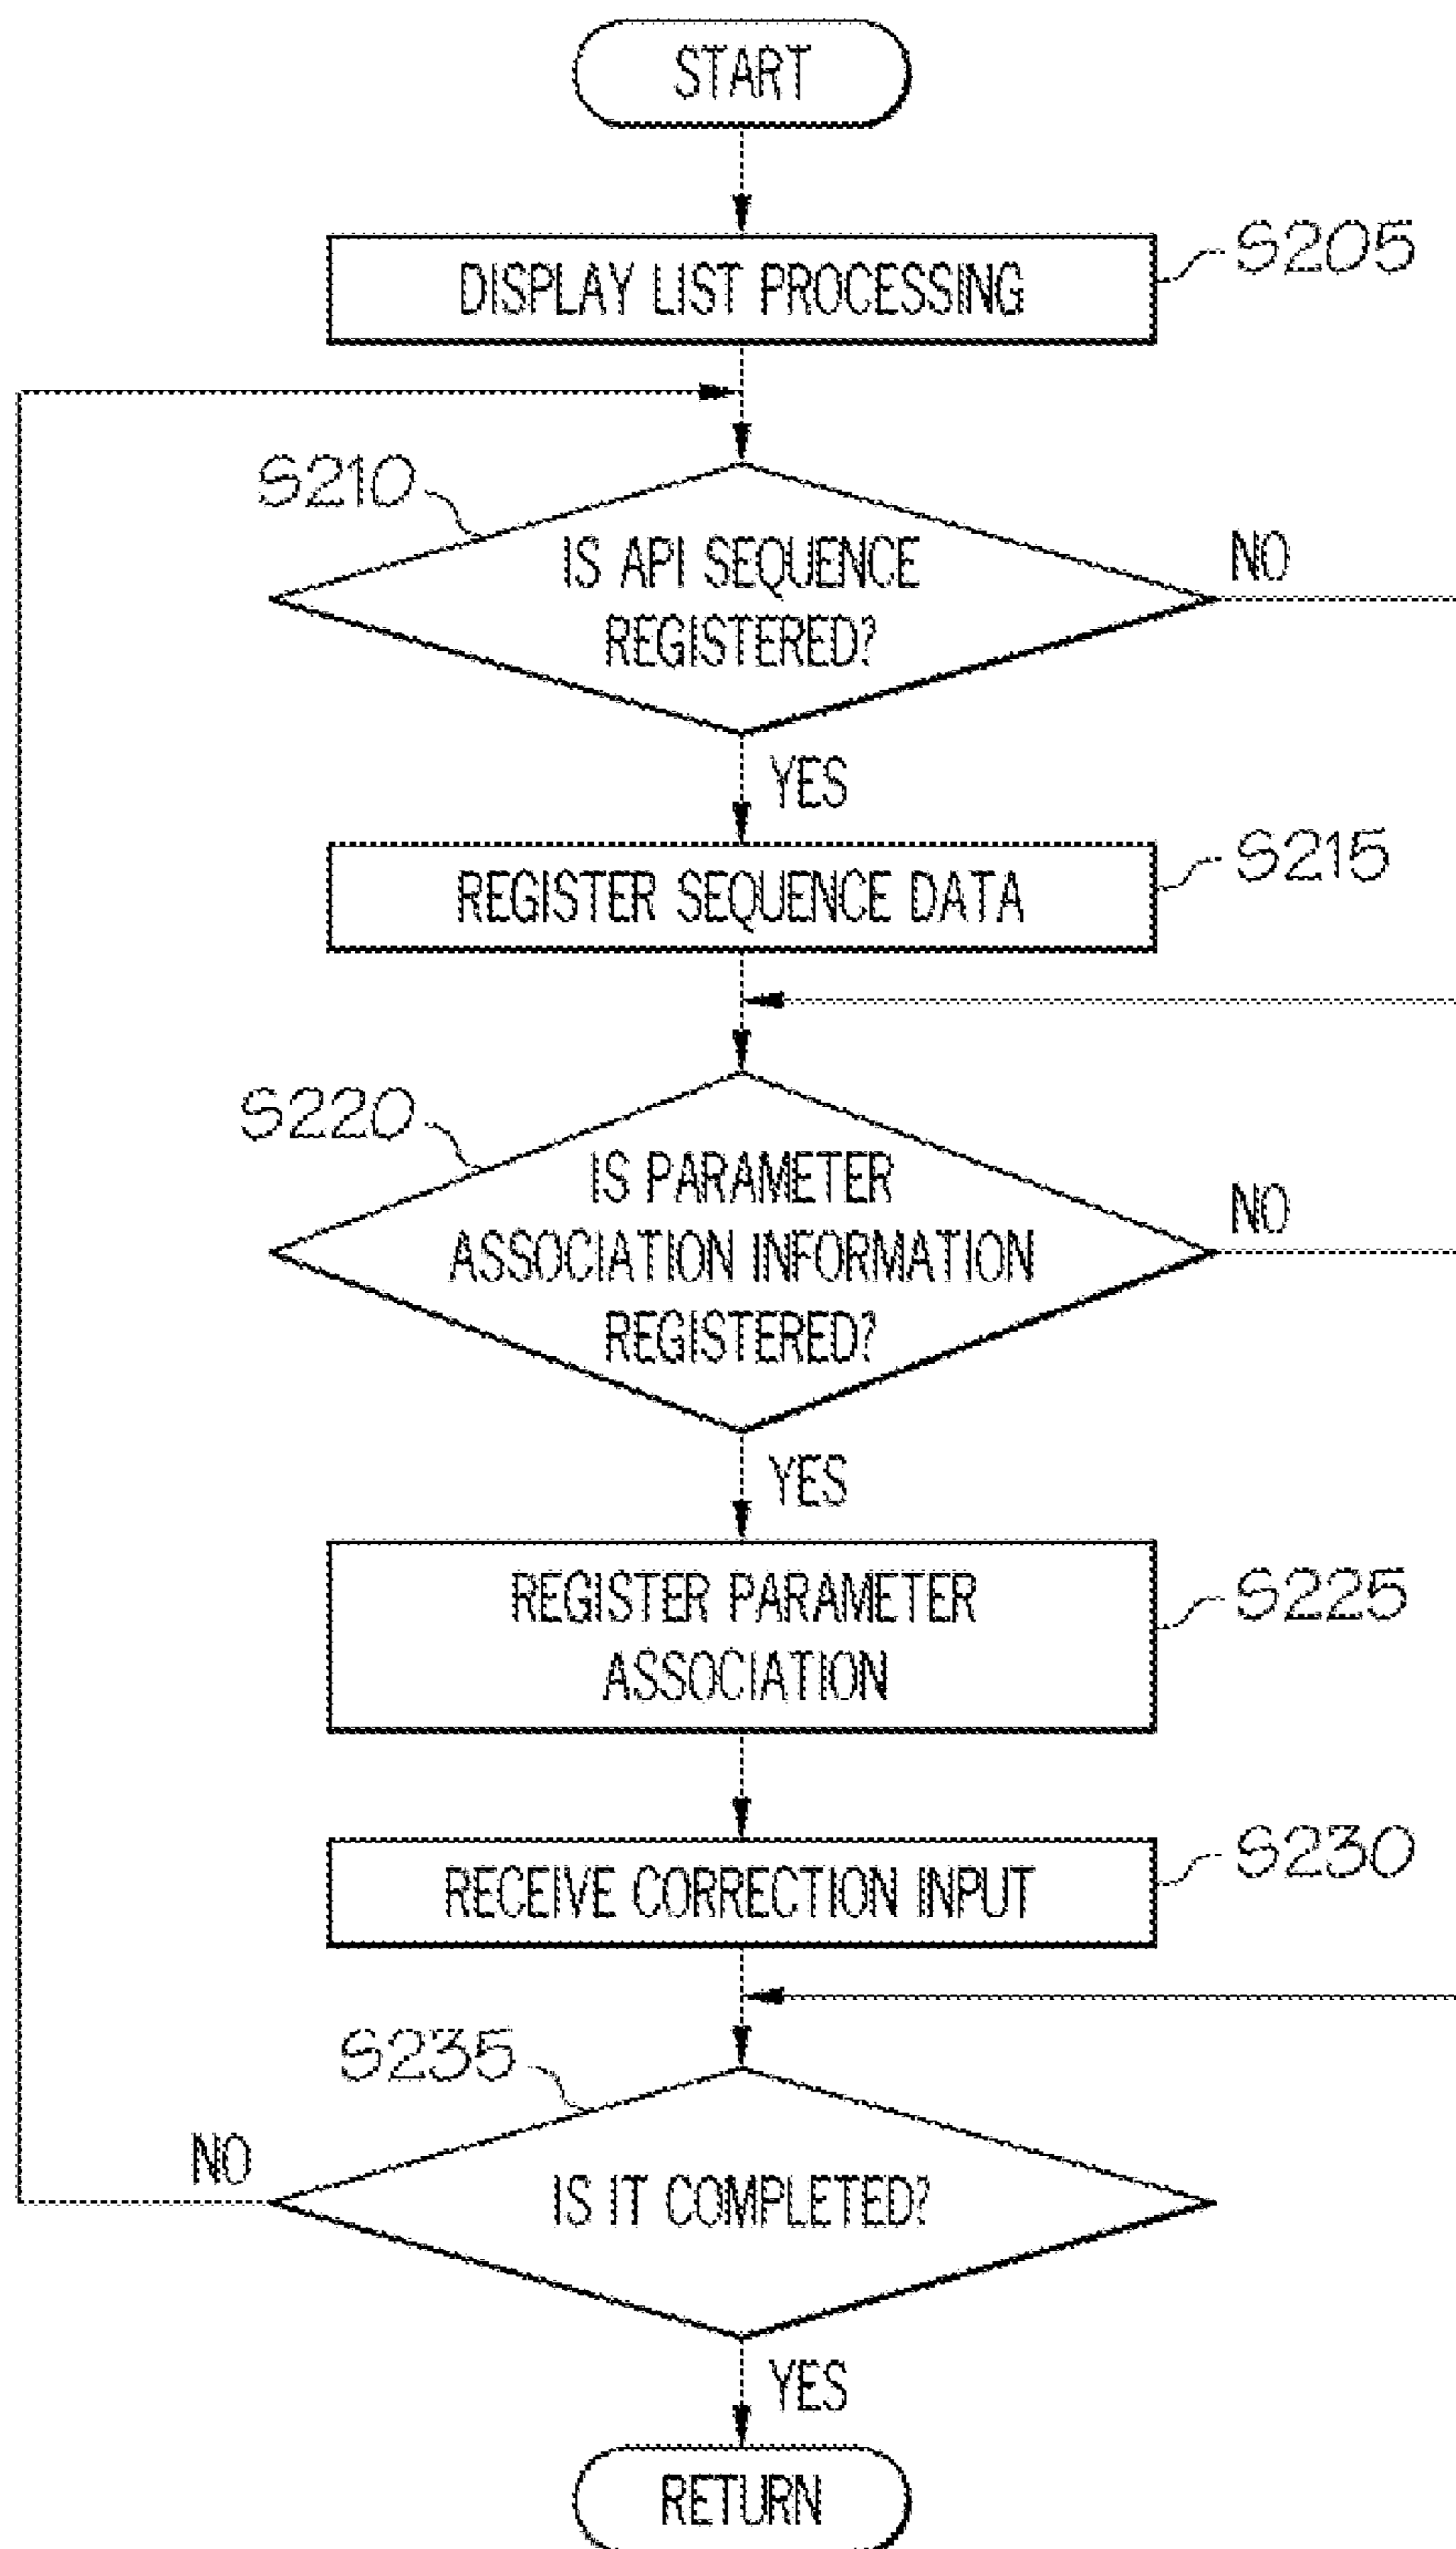 START
DISPLAY LIST PROCESSING
S205
S210
IS API SEQUENCE
REGISTERED?
NO
YES
REGISTER SEQUENCE DATA
S215
S220
IS PARAMETER
ASSOCIATION INFORMATION
REGISTERED?
NO
YES
REGISTER PARAMETER
ASSOCIATION
S225
RECEIVE CORRECTION INPUT
S230
S235
NO
IS IT COMPLETED?
YES
RETURN